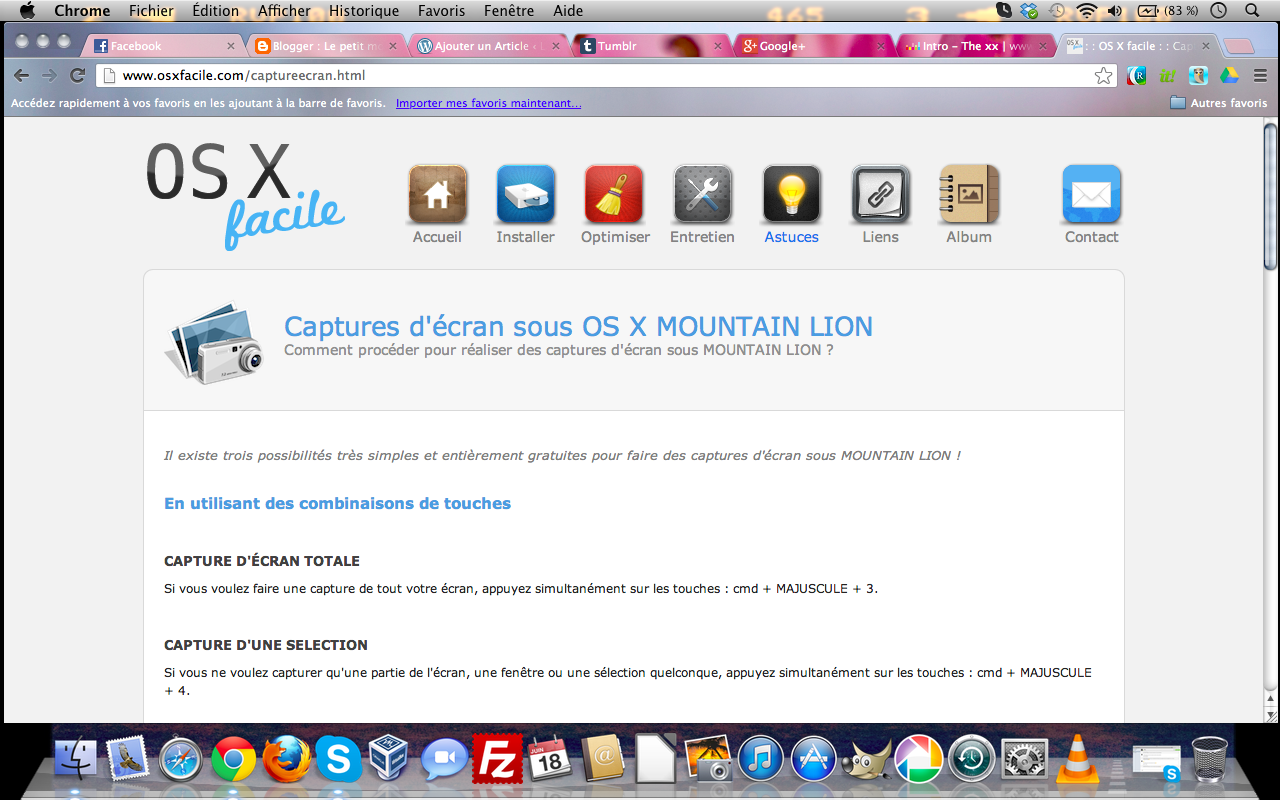 Chrome Fichier Édition Afficher Historique Favoris Fenêtre Aide (83 %)
Facebook Blogger : Le petit m Ajouter un Article ‹ Tumblr Google+ Intro – The xx | www : : OS X facile : : Cap
www.osxfacile.com/captureecran.html
Accédez rapidement à vos favoris en les ajoutant à la barre de favoris. Importer mes favoris maintenant... Autres favoris
OS X
facile
Accueil Installer Optimiser Entretien Astuces Liens Album Contact
Captures d'écran sous OS X MOUNTAIN LION
Comment procéder pour réaliser des captures d'écran sous MOUNTAIN LION ?
Il existe trois possibilités très simples et entièrement gratuites pour faire des captures d'écran sous MOUNTAIN LION !
En utilisant des combinaisons de touches
CAPTURE D'ÉCRAN TOTALE
Si vous voulez faire une capture de tout votre écran, appuyez simultanément sur les touches : cmd + MAJUSCULE + 3.
CAPTURE D'UNE SELECTION
Si vous ne voulez capturer qu'une partie de l'écran, une fenêtre ou une sélection quelconque, appuyez simultanément sur les touches : cmd + MAJUSCULE
+ 4.
JUIN
18